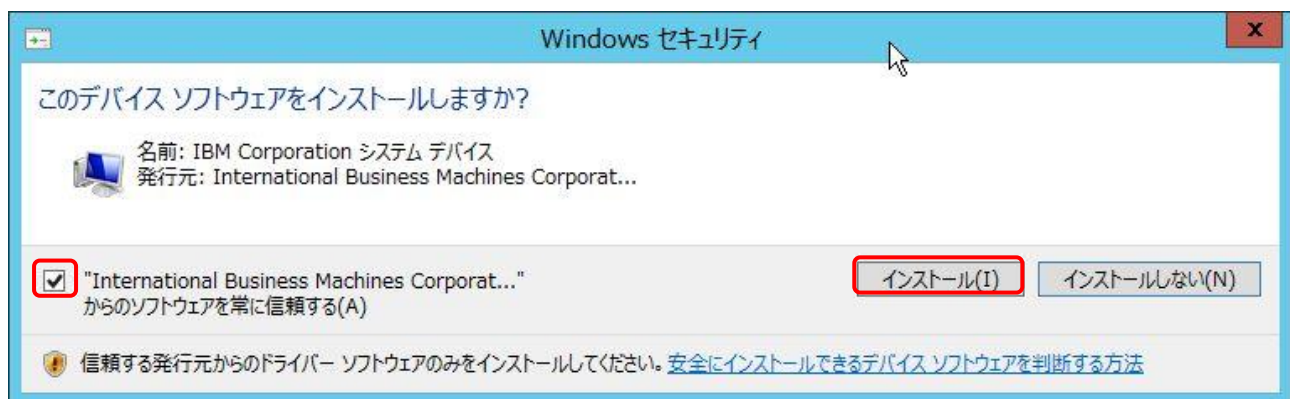 Windows セキュリティ
x
このデバイス ソフトウェアをインストールしますか?
名前: IBM Corporation システム デバイス
発行元: International Business Machines Corporat...
"International Business Machines Corporat..."
からのソフトウェアを常に信頼する(A)
インストール(I)
インストールしない(N)
信頼する発行元からのドライバー ソフトウェアのみをインストールしてください。安全にインストールできるデバイス ソフトウェアを判断する方法